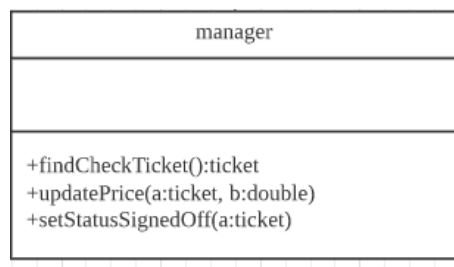 manager
+findCheckTicket():ticket
+updatePrice(a:ticket, b:double)
+setStatusSignedOff(a:ticket)